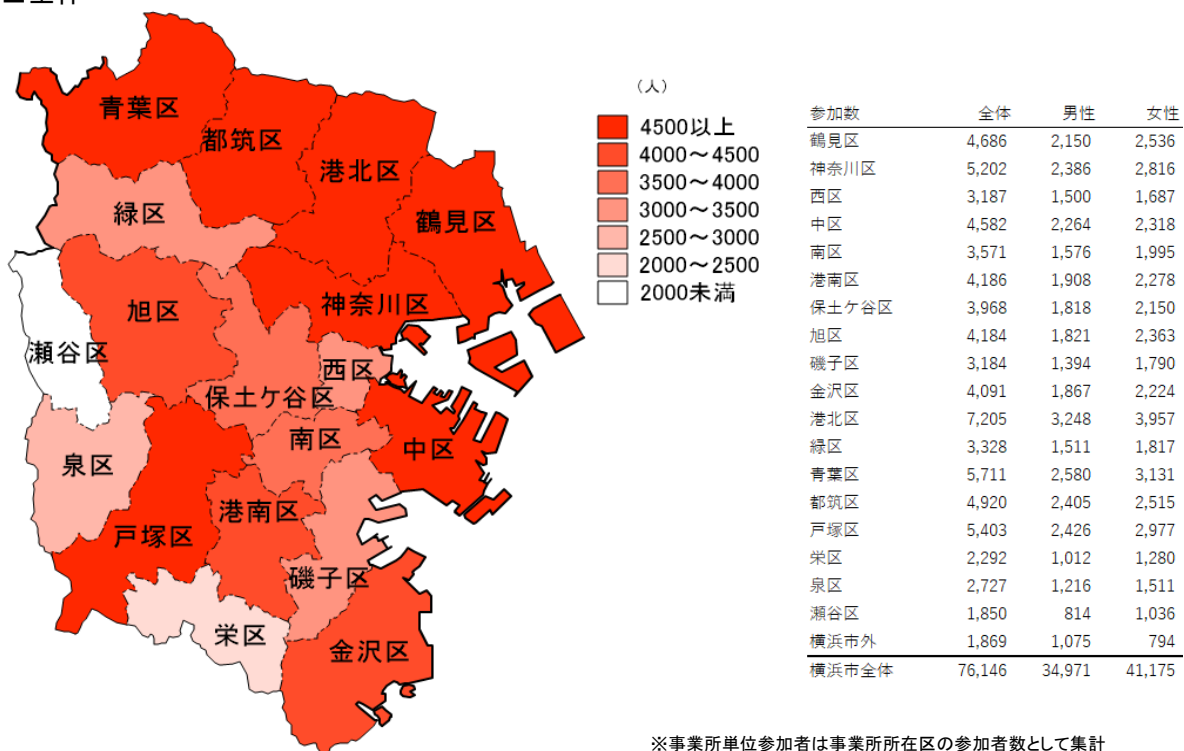 (人)
4500以上
4000～4500
3500～4000
3000～3500
2500～3000
2000～2500
2000未満
青葉区
都筑区
港北区
緑区
鶴見区
旭区
神奈川区
瀬谷区
西区
保土ケ谷区
南区
中区
泉区
港南区
戸塚区
磯子区
栄区
金沢区
参加数 全体 男性 女性
鶴見区 4,686 2,150 2,536
神奈川区 5,202 2,386 2,816
西区 3,187 1,500 1,687
中区 4,582 2,264 2,318
南区 3,571 1,576 1,995
港南区 4,186 1,908 2,278
保土ケ谷区 3,968 1,818 2,150
旭区 4,184 1,821 2,363
磯子区 3,184 1,394 1,790
金沢区 4,091 1,867 2,224
港北区 7,205 3,248 3,957
緑区 3,328 1,511 1,817
青葉区 5,711 2,580 3,131
都筑区 4,920 2,405 2,515
戸塚区 5,403 2,426 2,977
栄区 2,292 1,012 1,280
泉区 2,727 1,216 1,511
瀬谷区 1,850 814 1,036
横浜市外 1,869 1,075 794
横浜市全体 76,146 34,971 41,175
※事業所単位参加者は事業所所在区の参加者数として集計